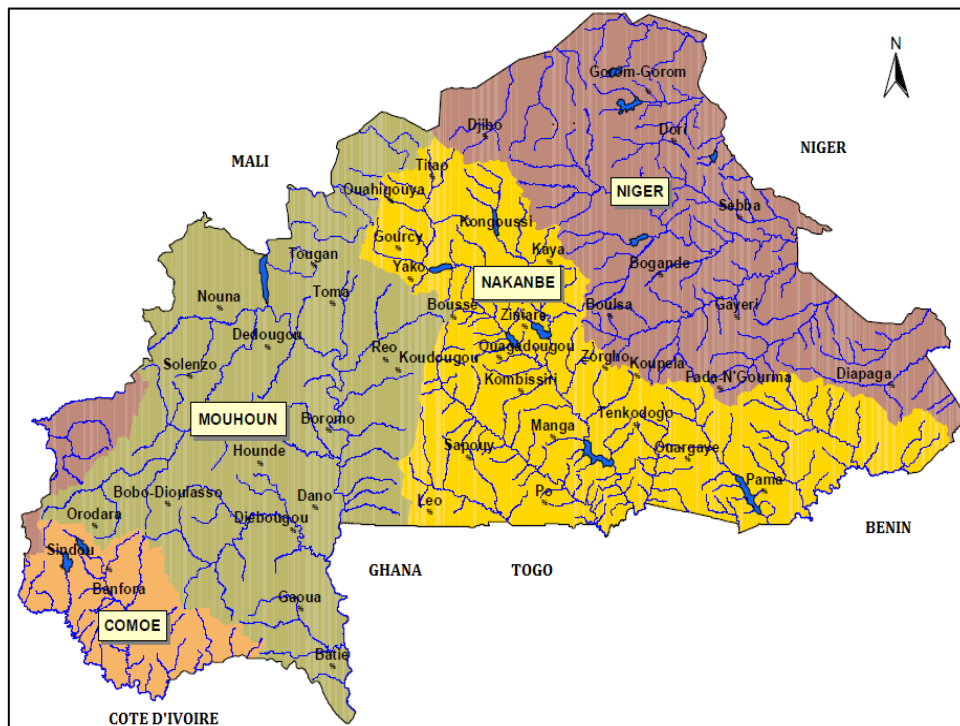 N
Gorom-Gorom
Djibo
Dori
NIGER
MALI
Titao
Ouahigouya
NIGER
Sebba
Kongoussi
Gourcy
Kaya
Tougan
Yako
Bogande
NAKANBE
Nouna
Toma
Bousse
Boulsa
Gayeri
Ziniare
Dedougou
Reo
Koudougou
Ouagadougou
Solenzo
Zorgho
Koupela
Fada-N'Gourma
Diapaga
Kombissiri
MOUHOUN
Boromo
Manga
Tenkodogo
Hounde
Sapouy
Ouargaye
Bobo-Dioulasso
Dano
Leo
Po
Pama
Orodara
Diebougou
BENIN
Sindou
GHANA
TOGO
Banfora
Gaoua
COMOE
Batie
COTE D'IVOIRE